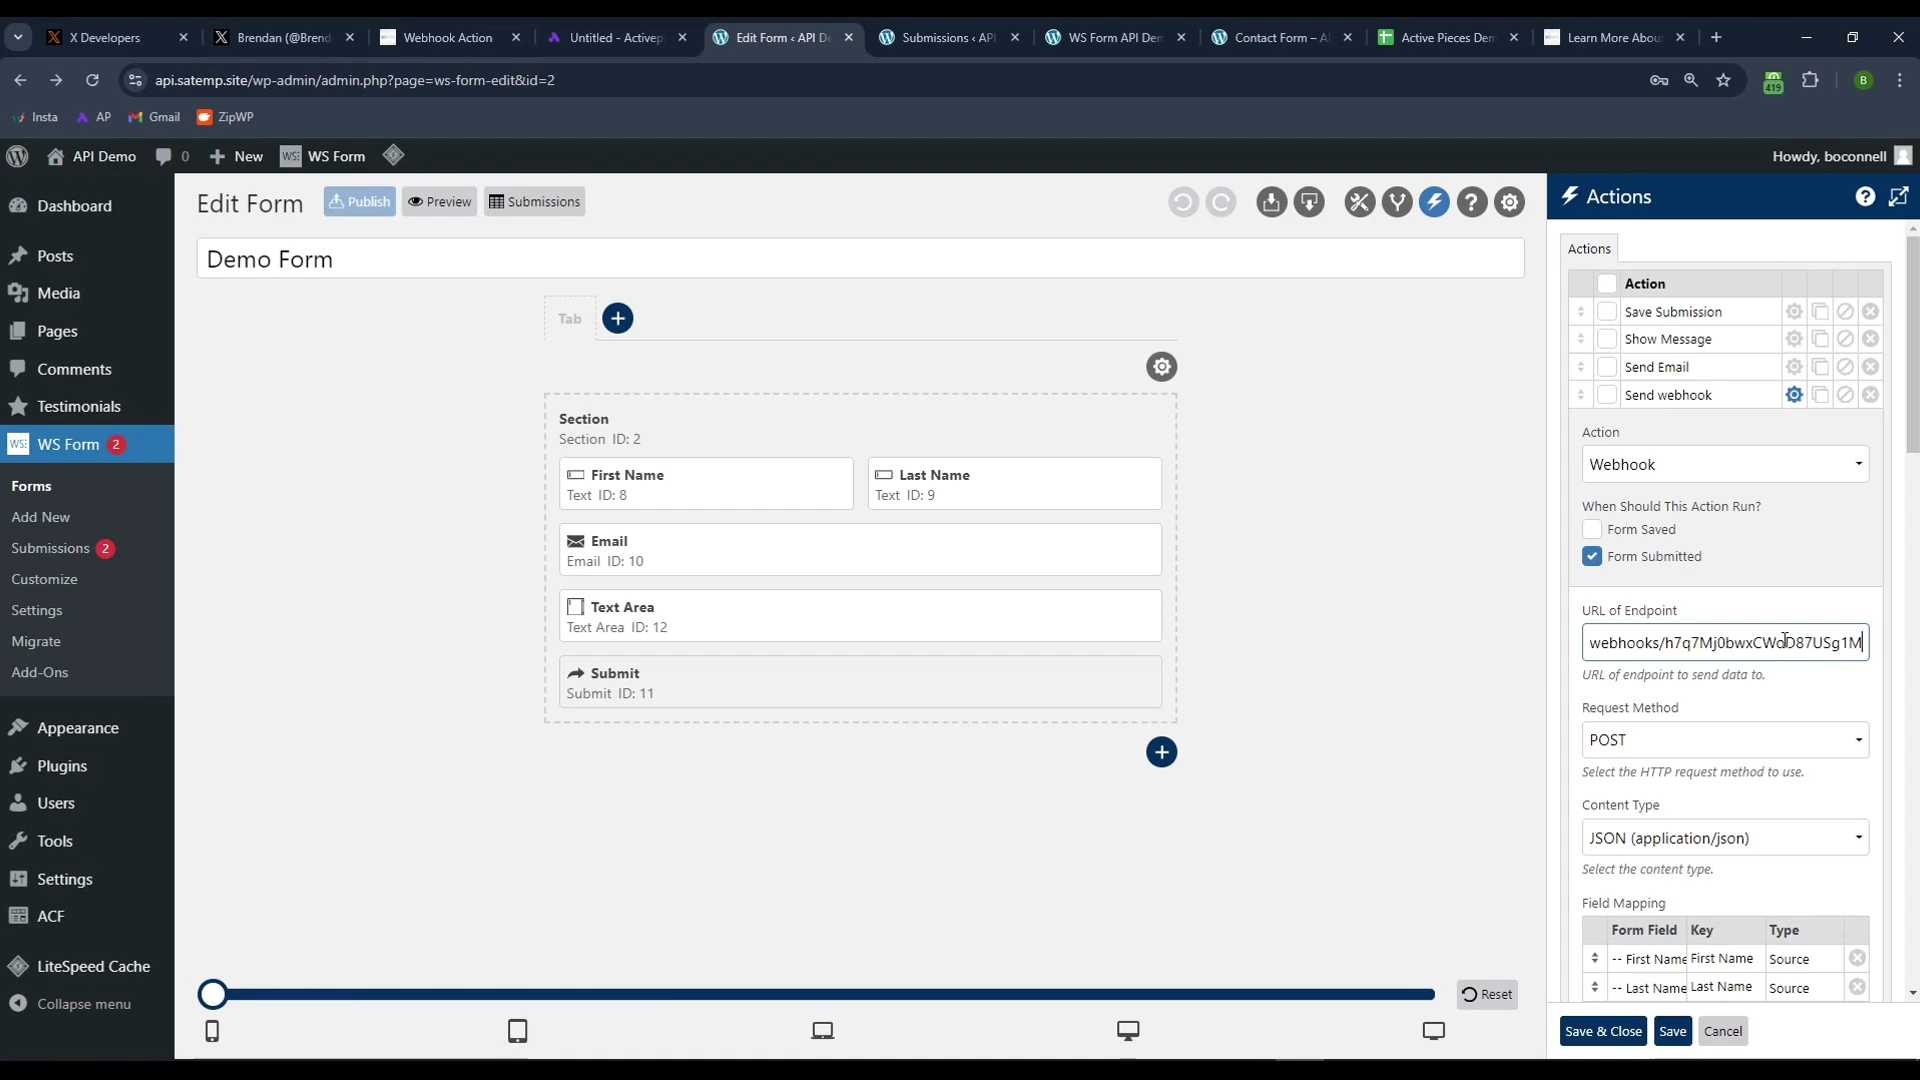 X Developers
Brendan (@Brend
Webhook Action
Untitled - Activep
Edit Form ‹ API De
Submissions ‹ API
WS Form API Dem
Contact Form – A
Active Pieces Dem
Learn More Abou
api.satemp.site/wp-admin/admin.php?page=ws-form-edit&id=2
419
B
Insta
AP
Gmail
ZipWP
API Demo
0
New
WS Form
Howdy, boconnell
Dashboard
Posts
Media
Pages
Comments
Testimonials
WS Form 2
Forms
Add New
Submissions 2
Customize
Settings
Migrate
Add-Ons
Appearance
Plugins
Users
Tools
Settings
ACF
LiteSpeed Cache
Collapse menu
Edit Form
Publish
Preview
Submissions
Demo Form
Tab
Section
Section ID: 2
First Name
Text ID: 8
Last Name
Text ID: 9
Email
Email ID: 10
Text Area
Text Area ID: 12
Submit
Submit ID: 11
Reset
Actions
Actions
Action
Save Submission
Show Message
Send Email
Send webhook
Action
Webhook
When Should This Action Run?
Form Saved
Form Submitted
URL of Endpoint
URL of endpoint to send data to.
Request Method
POST
Select the HTTP request method to use.
Content Type
JSON (application/json)
Select the content type.
Field Mapping
Form Field Key Type
-- First Name First Name Source
-- Last Name Last Name Source
Save & Close
Save
Cancel